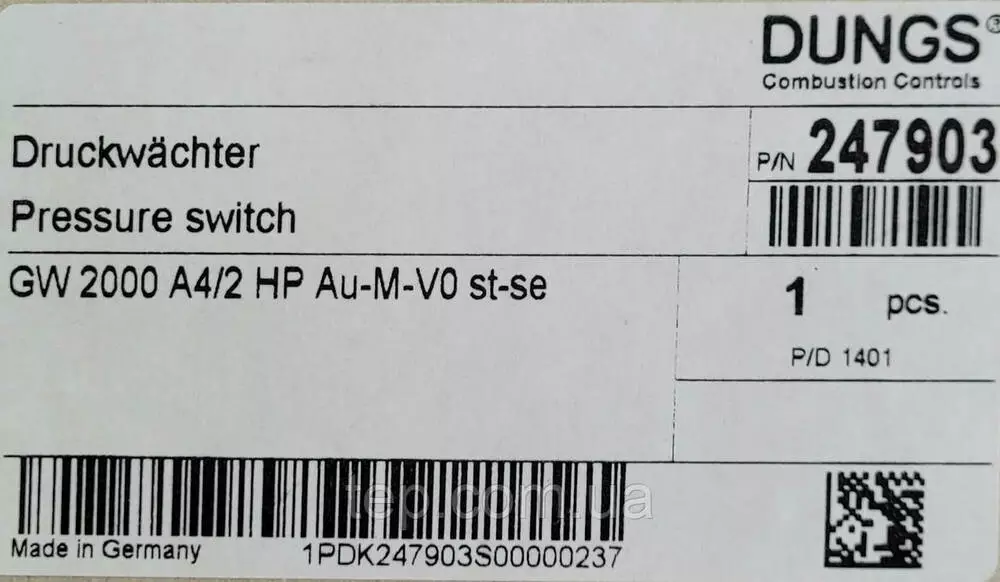 DUNGS®
Combustion Controls
Druckwächter
P/N 247903
Pressure switch
GW 2000 A4/2 HP Au-M-V0 st-se
1 pcs.
P/D 1401
tep.com.ua
Made in Germany
1PDK247903S00000237